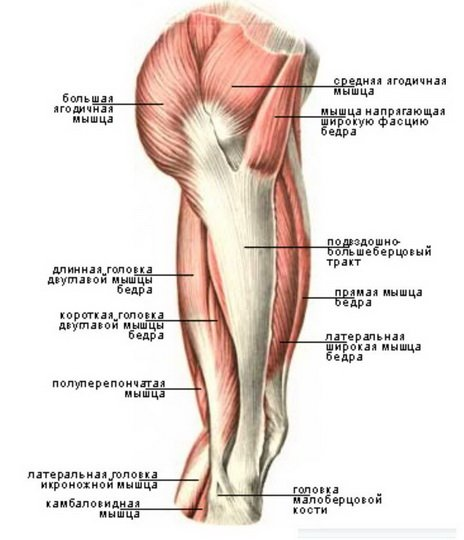 средняя ягодичная
мышца
большая
ягодичная
мышца
мышца напрягающая
широкую фасцию
бедра
подвздошно-
большеберцовый
тракт
длинная головка
двуглавой мышцы
бедра
прямая мышца
бедра
короткая головка
двуглавой мышцы
бедра
латеральная
широкая мышца
бедра
полуперепончатая
мышца
латеральная головка
икроножной мышца
головка
малоберцовой
кости
камбаловидная
мышца